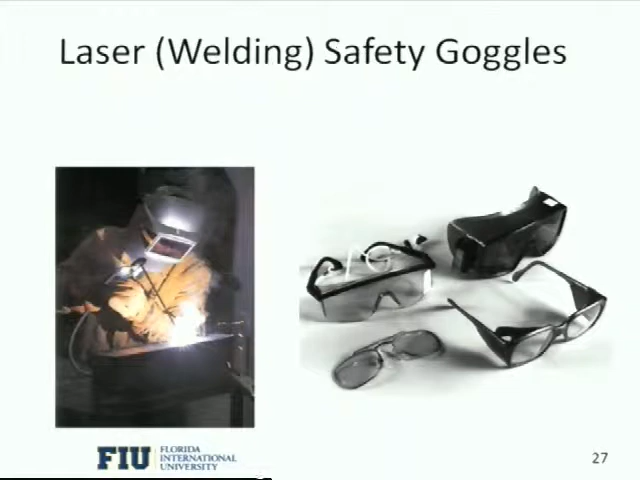 Laser (Welding) Safety Goggles
FIU
FLORIDA
INTERNATIONAL
UNIVERSITY
27